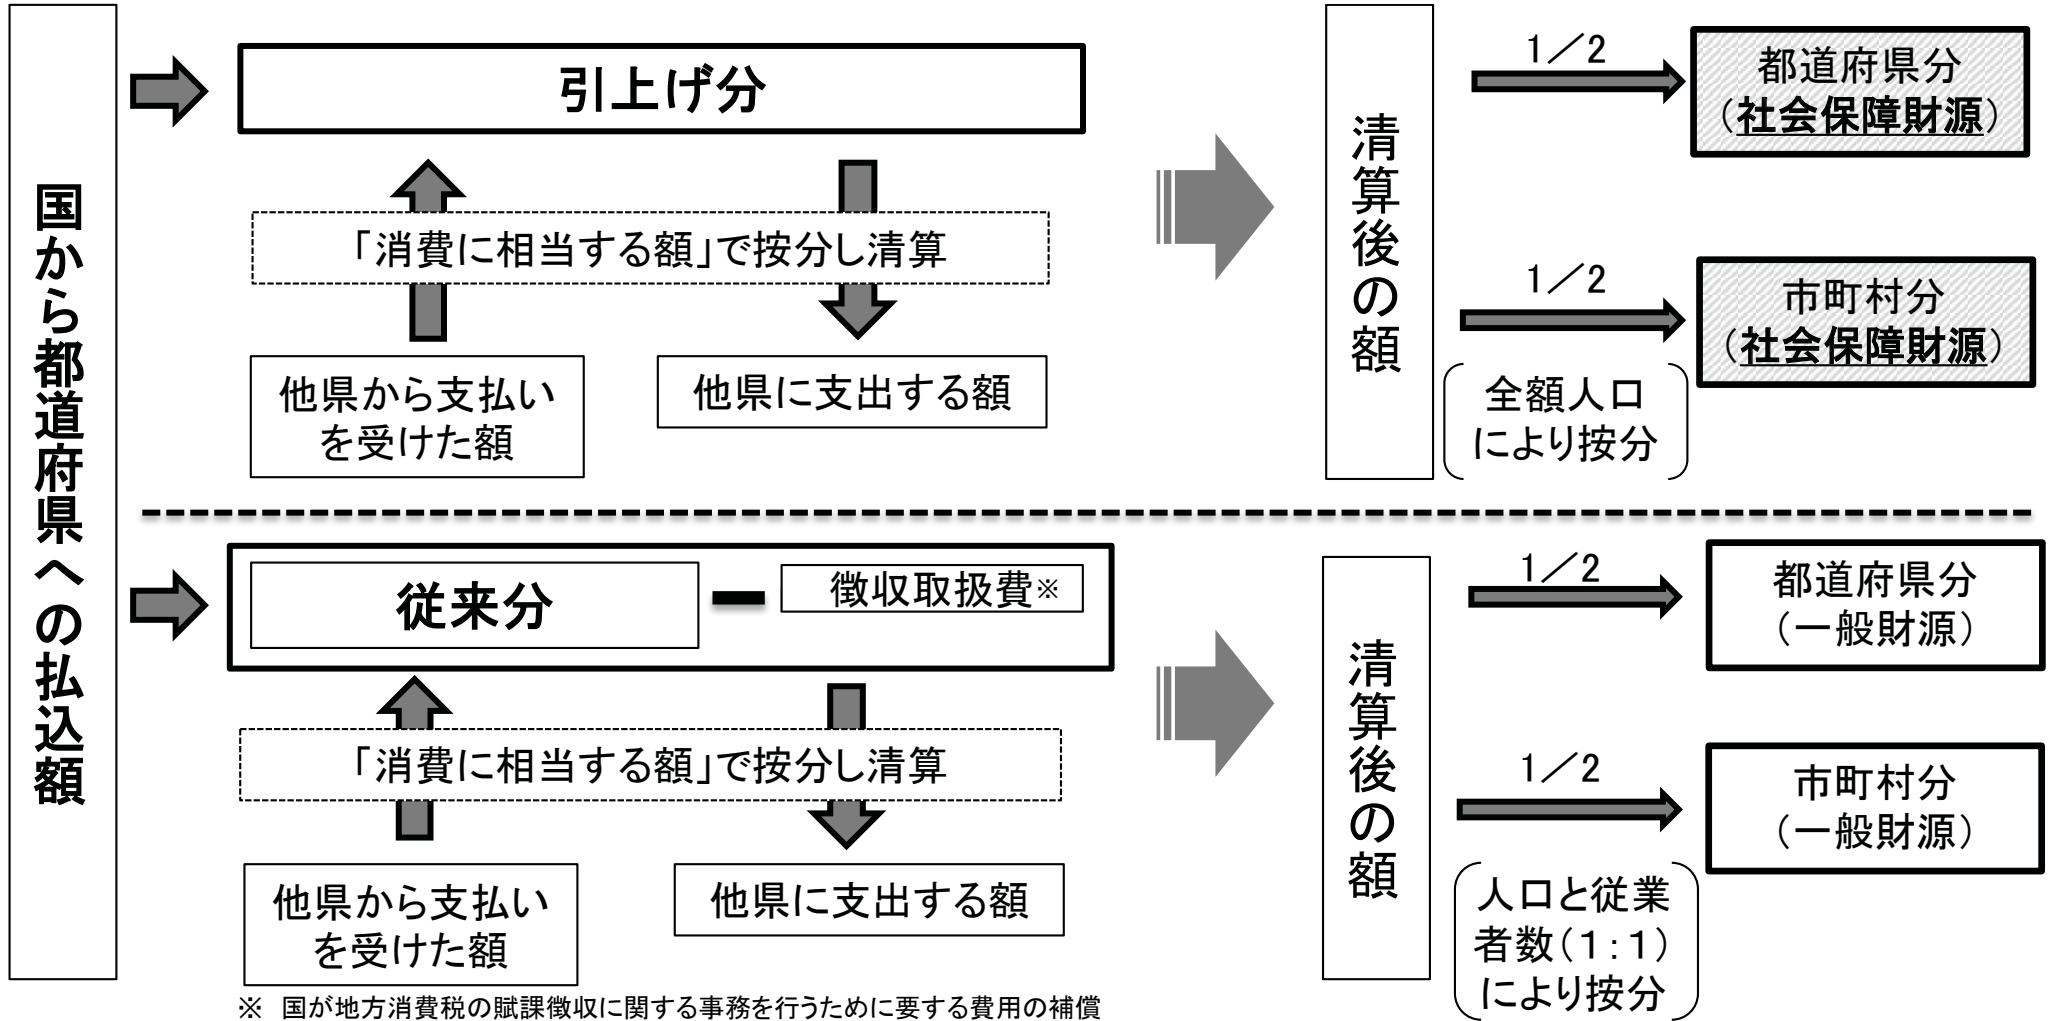 国から都道府県への払込額
引上げ分
「消費に相当する額」で按分し清算
他県から支払い
を受けた額
他県に支出する額
清算後の額
1／2
都道府県分
（社会保障財源）
1／2
市町村分
（社会保障財源）
全額人口
により按分
従来分
徴収取扱費※
「消費に相当する額」で按分し清算
他県から支払い
を受けた額
他県に支出する額
※　国が地方消費税の賦課徴収に関する事務を行うために要する費用の補償
清算後の額
1／2
都道府県分
（一般財源）
1／2
市町村分
（一般財源）
人口と従業
者数（１：１）
により按分